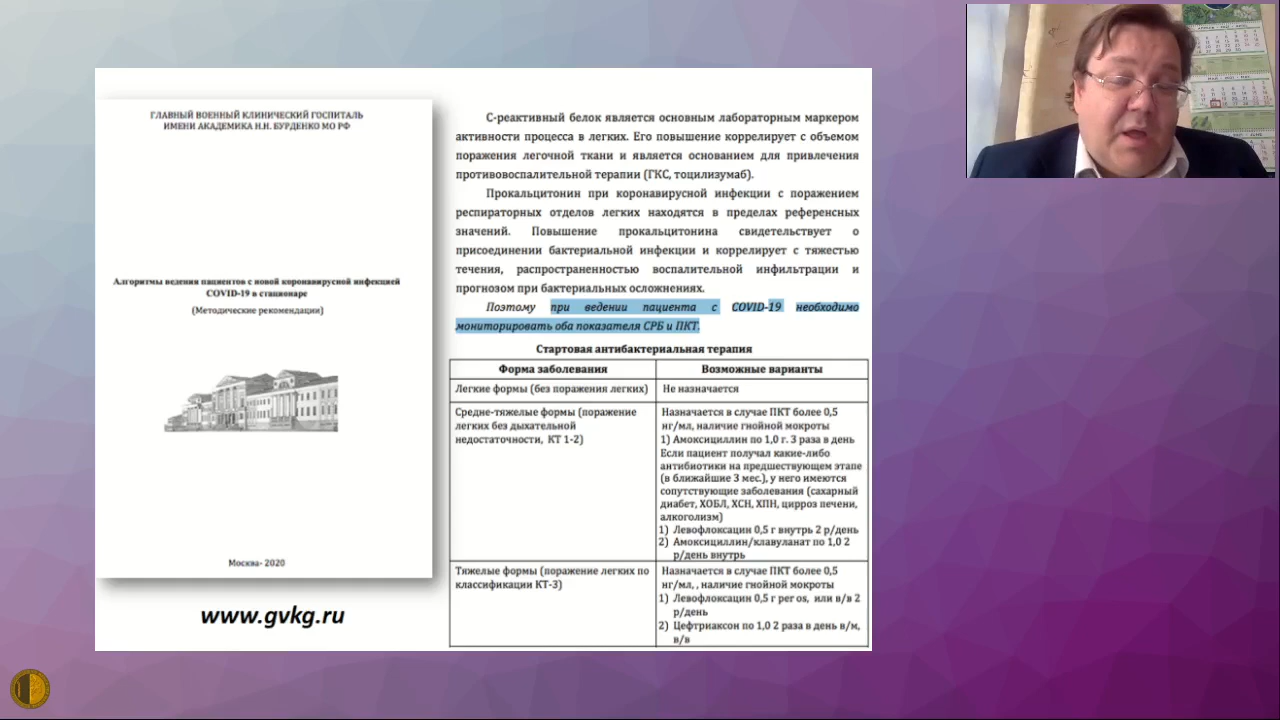 ГЛАВНЫЙ ВОЕННЫЙ КЛИНИЧЕСКИЙ ГОСПИТАЛЬ
ИМЕНИ АКАДЕМИКА Н.Н. БУРДЕНКО МО РФ
Алгоритмы ведения пациентов с новой коронавирусной инфекцией
COVID-19 в стационаре
(Методические рекомендации)
Москва- 2020
www.gvkg.ru
С-реактивный белок является основным лабораторным маркером
активности процесса в легких. Его повышение коррелирует с объемом
поражения легочной ткани и является основанием для привлечения
противовоспалительной терапии (ГКС, тоцилизумаб).
Прокальцитонин при коронавирусной инфекции с поражением
респираторных отделов легких находятся в пределах референсных
значений. Повышение прокальцитонина свидетельствует о
присоединении бактериальной инфекции и коррелирует с тяжестью
течения, распространенностью воспалительной инфильтрации и
прогнозом при бактериальных осложнениях.
Поэтому при ведении пациента с COVID-19 необходимо
мониторировать оба показателя СРБ и ПКТ.
Стартовая антибактериальная терапия
Форма заболевания
Возможные варианты
Легкие формы (без поражения легких)
Не назначается
Средне-тяжелые формы (поражение
легких без дыхательной
недостаточности, КТ 1-2)
Назначается в случае ПКТ более 0,5
нг/мл, наличие гнойной мокроты
1) Амоксициллин по 1,0 г. 3 раза в день
Если пациент получал какие-либо
антибиотики на предшествующем этапе
(в ближайшие 3 мес.), у него имеются
сопутствующие заболевания (сахарный
диабет, ХОБЛ, ХСН, ХПН, цирроз печени,
алкоголизм)
1) Левофлоксацин 0,5 г внутрь 2 р/день
2) Амоксициллин/клавуланат по 1,0 2
р/день внутрь
Тяжелые формы (поражение легких по
классификации КТ-3)
Назначается в случае ПКТ более 0,5
нг/мл, , наличие гнойной мокроты
1) Левофлоксацин 0,5 г per os, или в/в 2
р/день
2) Цефтриаксон по 1,0 2 раза в день в/м,
в/в